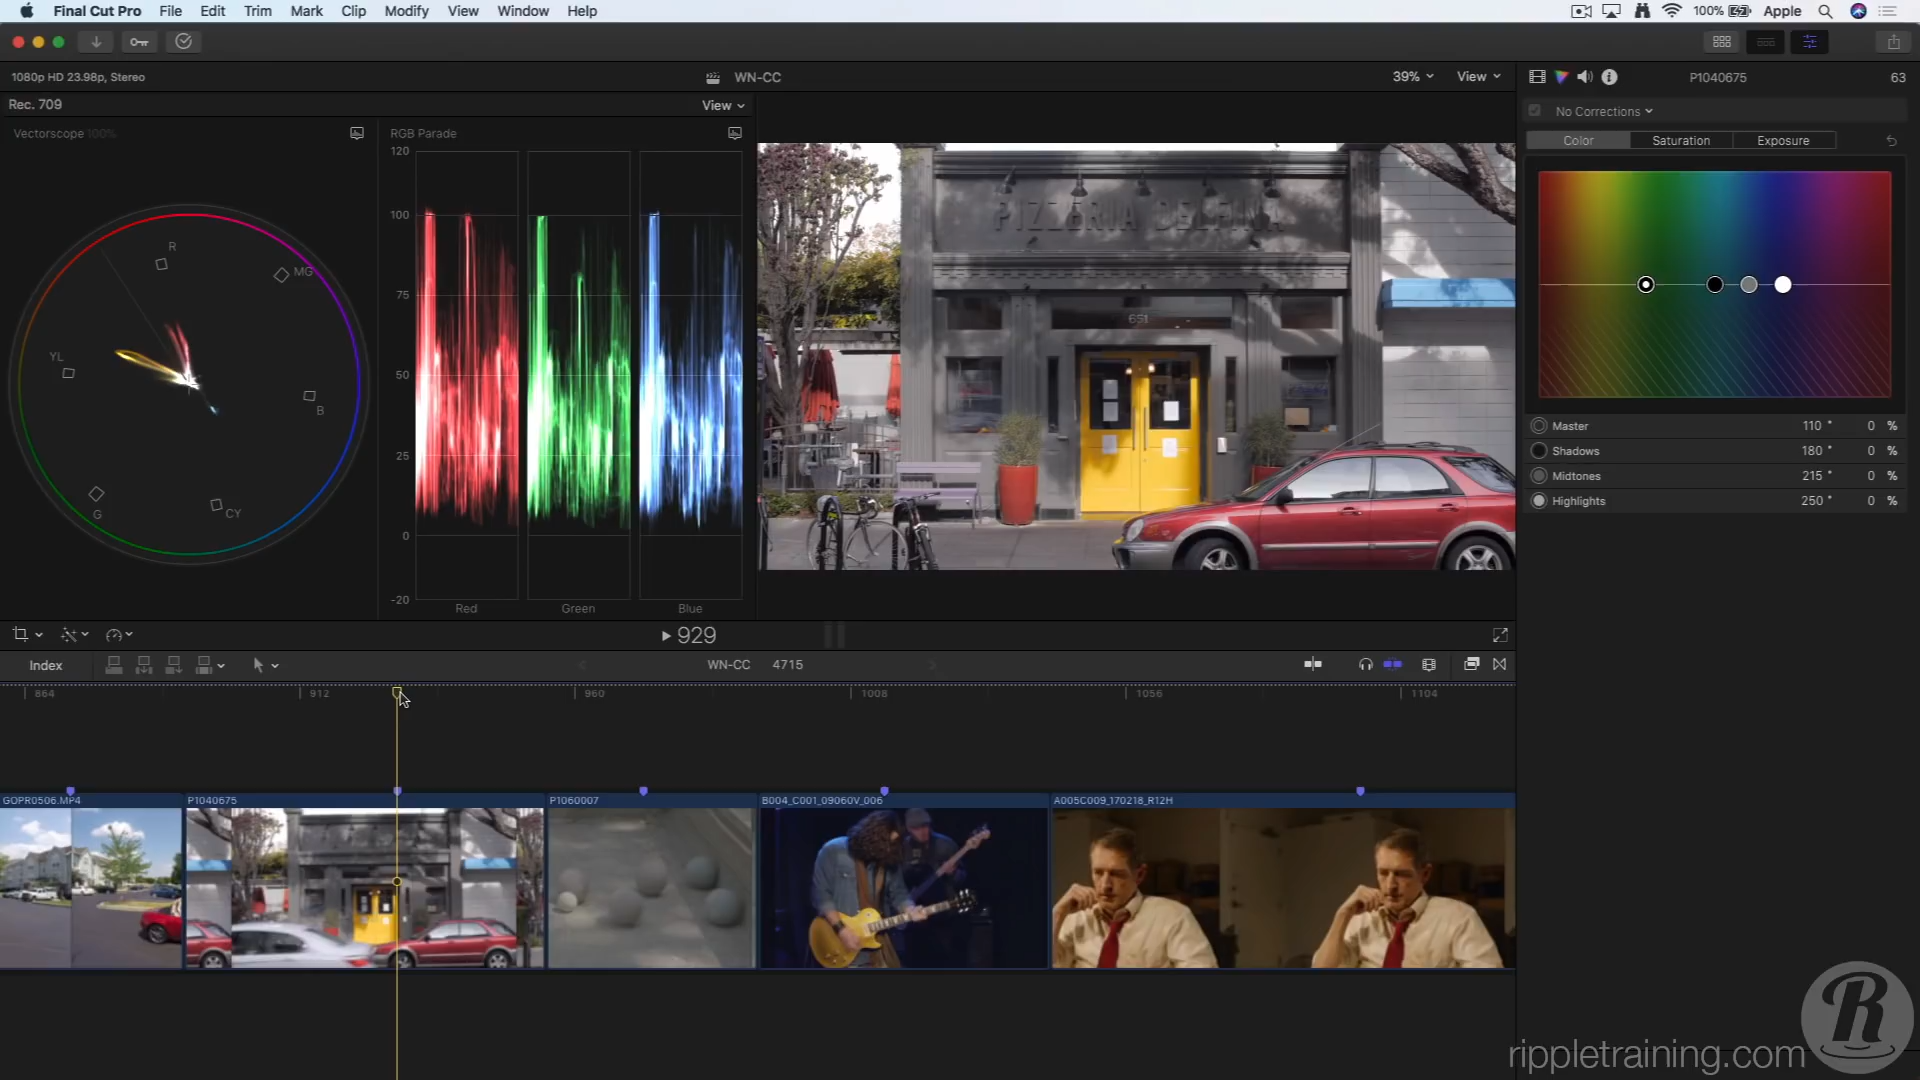 Final Cut Pro File Edit Trim Mark Clip Modify View Window Help 100% Apple
1080p HD 23.98p, Stereo WN-CC 39% View P1040675 63
Rec. 709 View No Corrections
Vectorscope 100% RGB Parade
Color Saturation Exposure
120
100
75
50
25
0
-20
Red Green Blue
R
MG
YL
B
G
CY
PIZZERIA DELFINA
651
Master 110 ° 0 %
Shadows 180 ° 0 %
Midtones 215 ° 0 %
Highlights 250 ° 0 %
929
Index WN-CC 4715
864 912 960 1008 1056 1104
GOPR0506.MP4 P1040675 P1060007 B004_C001_09060V_006 A005C009_170218_R12H
R
rippletraining.com